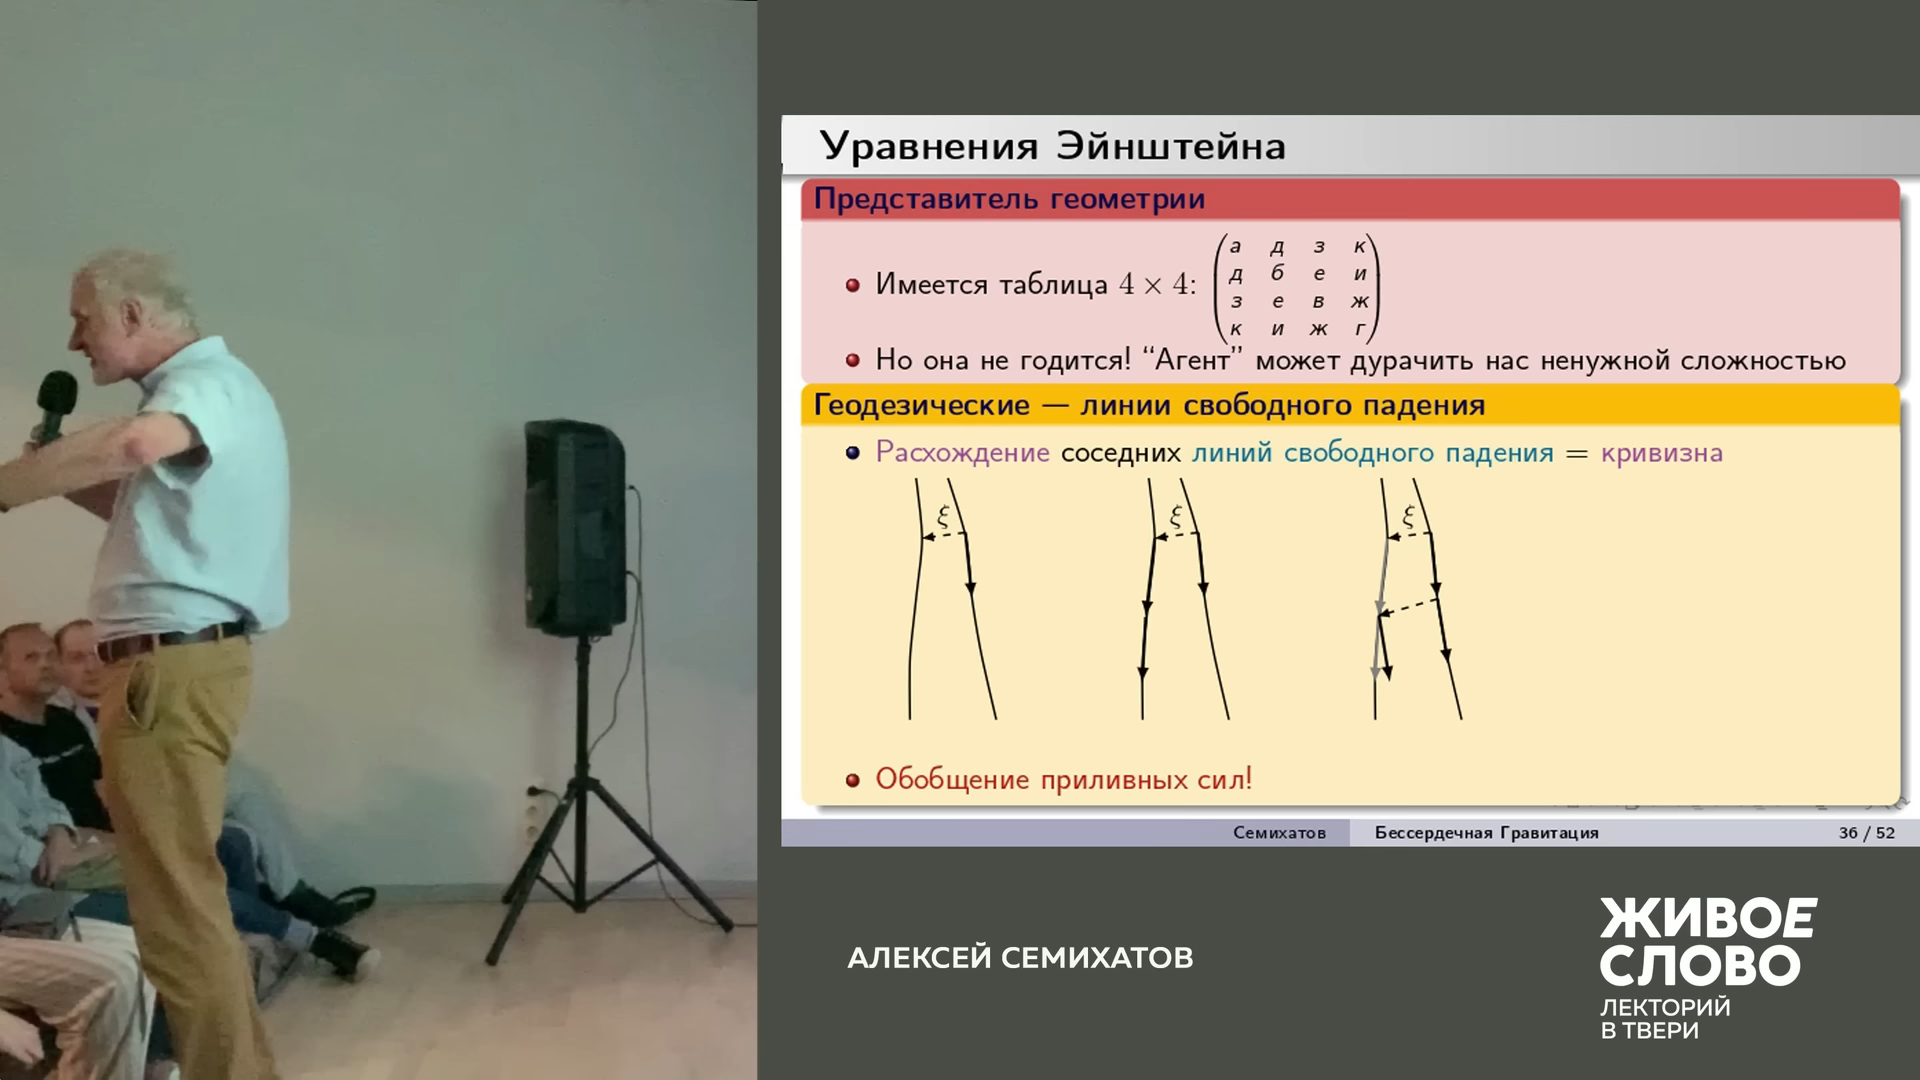 Уравнения Эйнштейна
Представитель геометрии
Имеется таблица 4 × 4:
а д з к
д б е и
з е в ж
к и ж г
Но она не годится! “Агент” может дурачить нас ненужной сложностью
Геодезические — линии свободного падения
Расхождение соседних линий свободного падения = кривизна
ξ ξ ξ
Обобщение приливных сил!
Семихатов Бессердечная Гравитация 36 / 52
АЛЕКСЕЙ СЕМИХАТОВ
ЖИВОЕ
СЛОВО
ЛЕКТОРИЙ
В ТВЕРИ